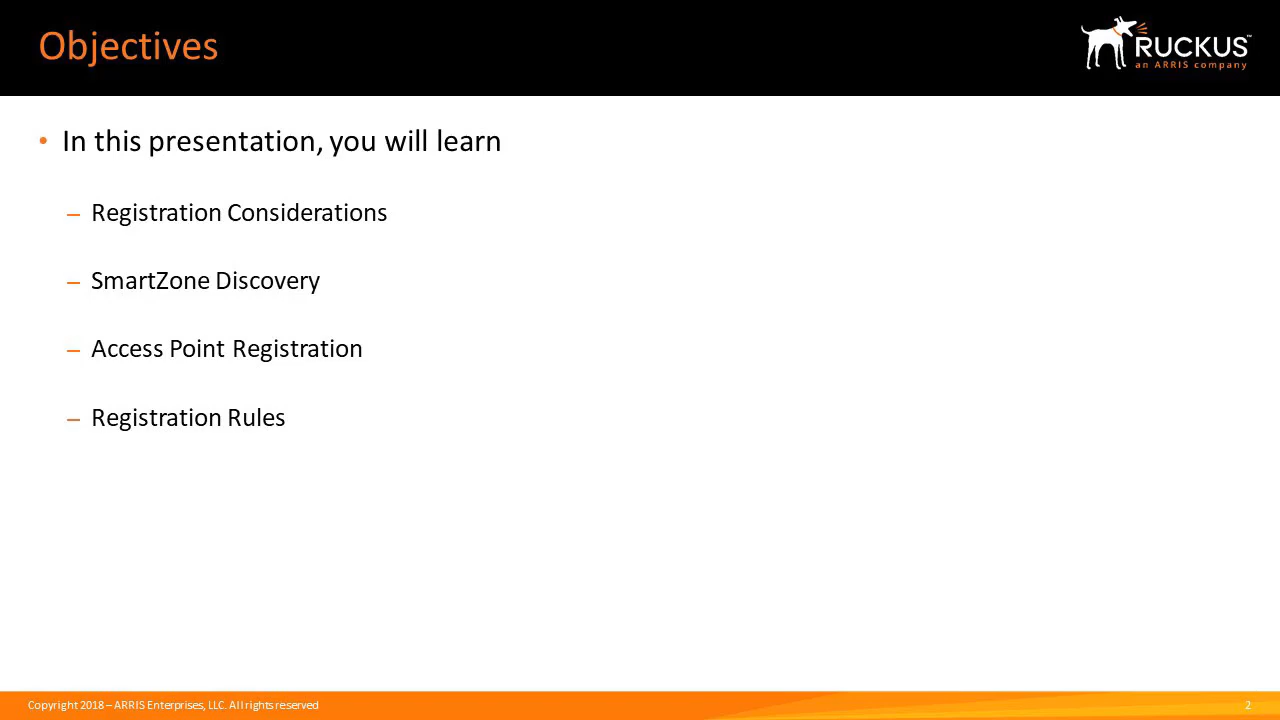 Objectives
RUCKUS™
an ARRIS company
• In this presentation, you will learn
– Registration Considerations
– SmartZone Discovery
– Access Point Registration
– Registration Rules
Copyright 2018 – ARRIS Enterprises, LLC. All rights reserved
2